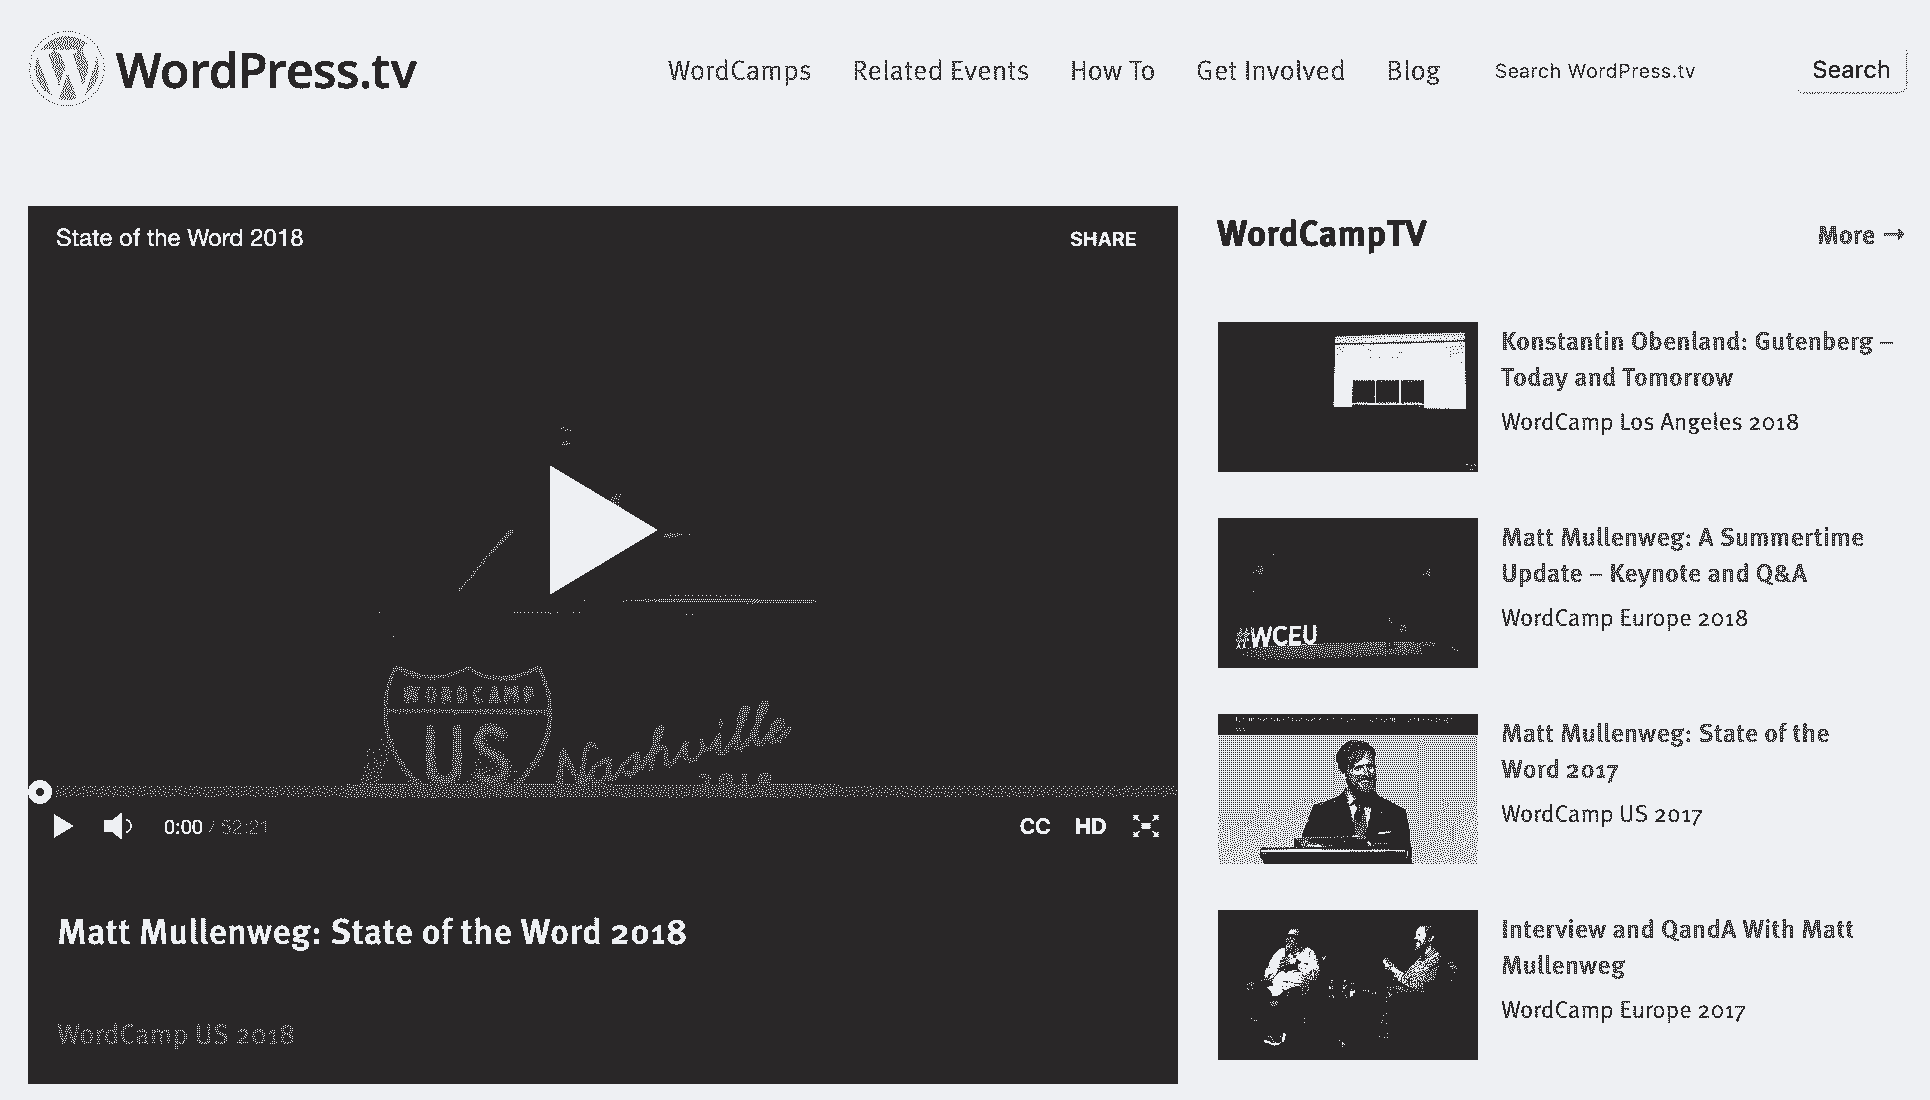 WordPress.tv
WordCamps
Related Events
How To
Get Involved
Blog
Search WordPress.tv
Search
State of the Word 2018
SHARE
WORDCAMP
US
Nashville
2018
0:00 / 52:21
CC
HD
Matt Mullenweg: State of the Word 2018
WordCamp US 2018
WordCampTV
More →
Konstantin Obenland: Gutenberg –
Today and Tomorrow
WordCamp Los Angeles 2018
#WCEU
Matt Mullenweg: A Summertime
Update – Keynote and Q&A
WordCamp Europe 2018
Matt Mullenweg: State of the
Word 2017
WordCamp US 2017
Interview and QandA With Matt
Mullenweg
WordCamp Europe 2017